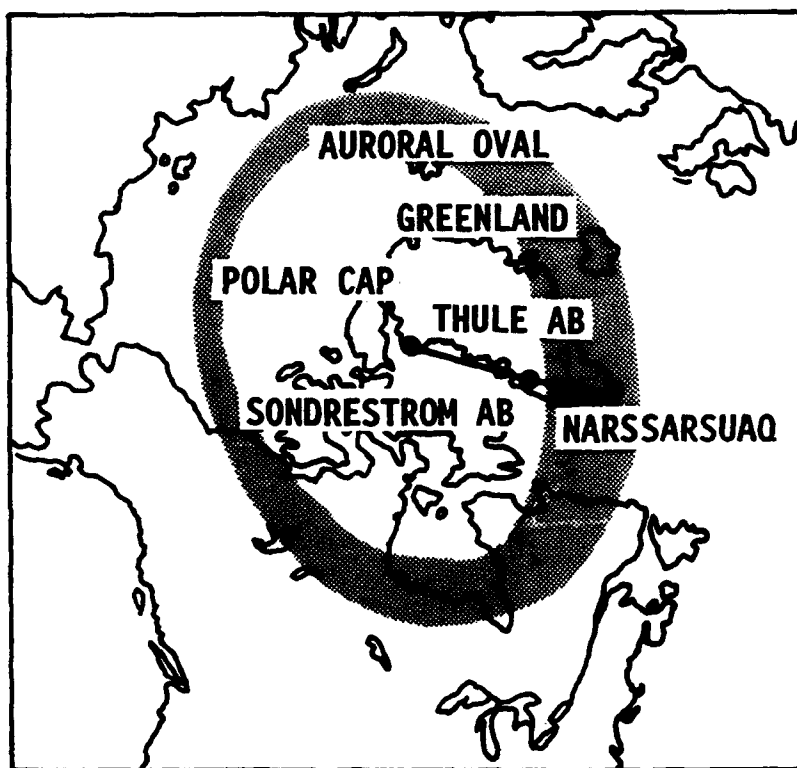 AURORAL OVAL
GREENLAND
POLAR CAP
THULE AB
SONDRESTROM AB
NARSSARSUAQ